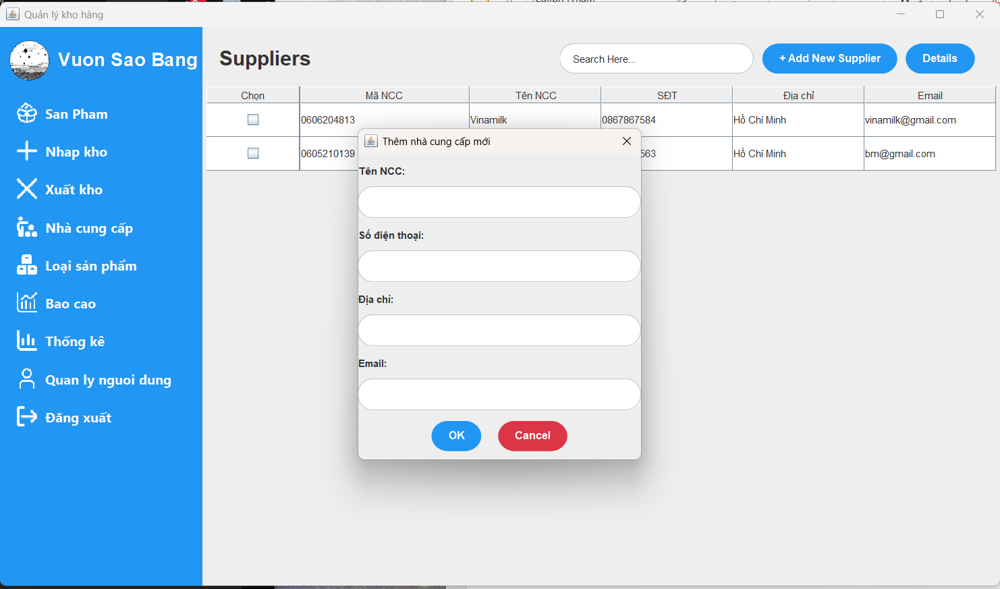 Quản lý kho hàng
Vuon Sao Bang
San Pham
Nhap kho
Xuất kho
Nhà cung cấp
Loại sản phẩm
Bao cao
Thống kê
Quan ly nguoi dung
Đăng xuất
Suppliers
Search Here...
+ Add New Supplier
Details
Chọn Mã NCC Tên NCC SĐT Địa chỉ Email
0606204813 Vinamilk 0867867584 Hồ Chí Minh vinamilk@gmail.com
0605210139 563 Hồ Chí Minh bm@gmail.com
Thêm nhà cung cấp mới
Tên NCC:
Số điện thoại:
Địa chỉ:
Email:
OK
Cancel